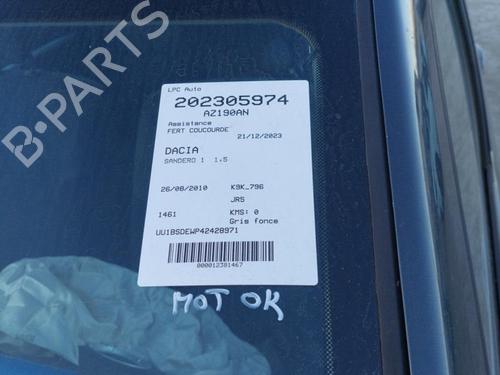 LPC Auto
202305974
AZ190AN
Assistance
FERT COUCOURDE
21/12/2023
DACIA
SANDERO 1 1.5
26/08/2010 K9K_796
JR5
1461 KMS: 0
Gris fonce
UU1BSDEWP42428971
000012381467
MOT OK